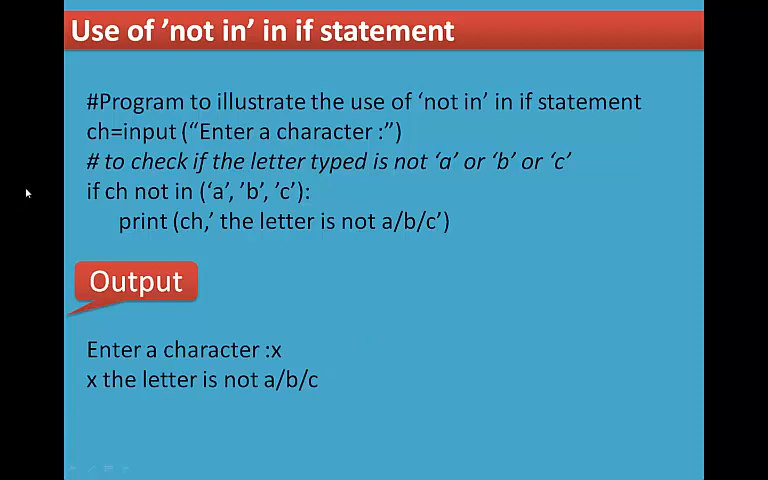 Use of ’not in’ in if statement
#Program to illustrate the use of ‘not in’ in if statement
ch=input (“Enter a character :”)
# to check if the letter typed is not ‘a’ or ‘b’ or ‘c’
if ch not in (‘a’, ’b’, ’c’):
print (ch,’ the letter is not a/b/c’)
Output
Enter a character :x
x the letter is not a/b/c